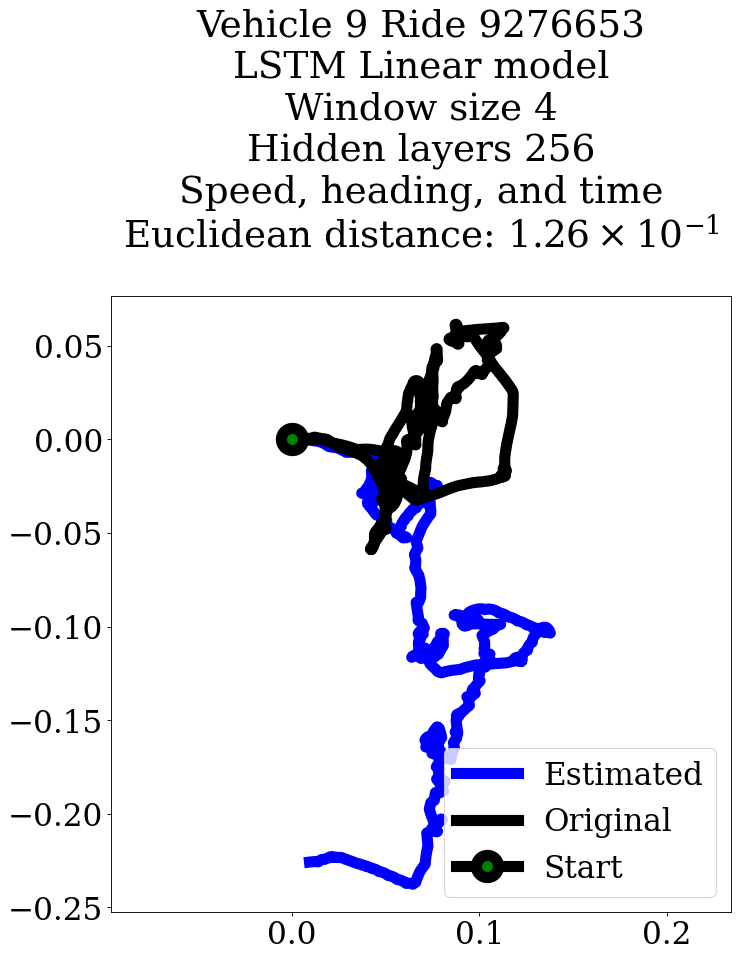 Vehicle 9 Ride 9276653
LSTM Linear model
Window size 4
Hidden layers 256
Speed, heading, and time
Euclidean distance: 1.26 × 10⁻¹
0.05
0.00
−0.05
−0.10
−0.15
−0.20
−0.25
Estimated
Original
Start
0.0 0.1 0.2